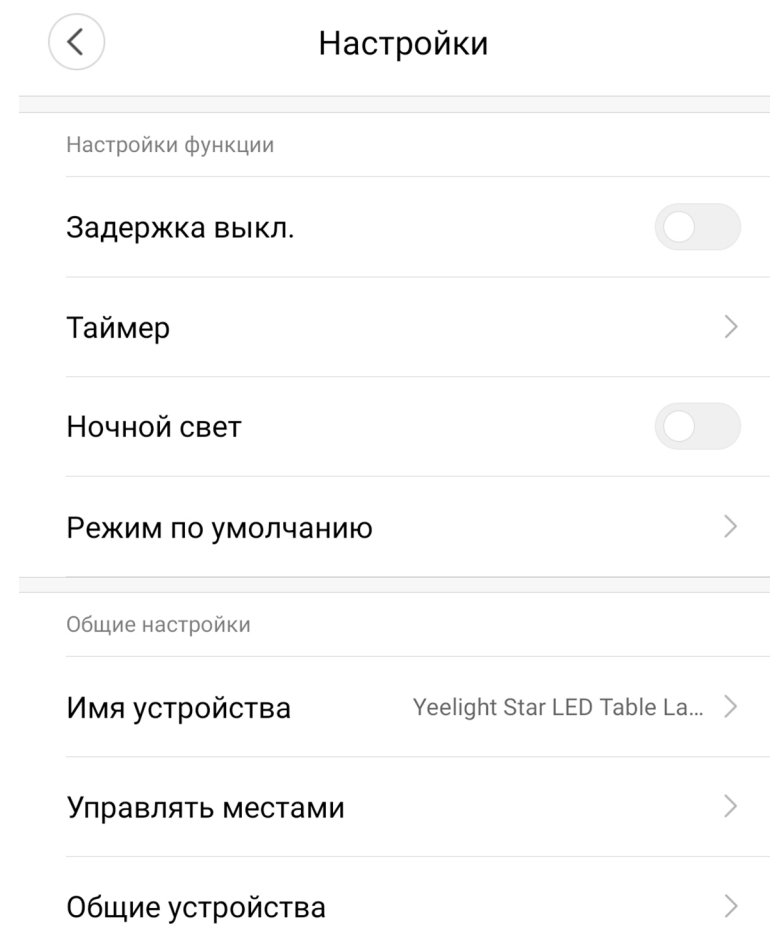 Настройки
Настройки функции
Задержка выкл.
Таймер
Ночной свет
Режим по умолчанию
Общие настройки
Имя устройства Yeelight Star LED Table La...
Управлять местами
Общие устройства